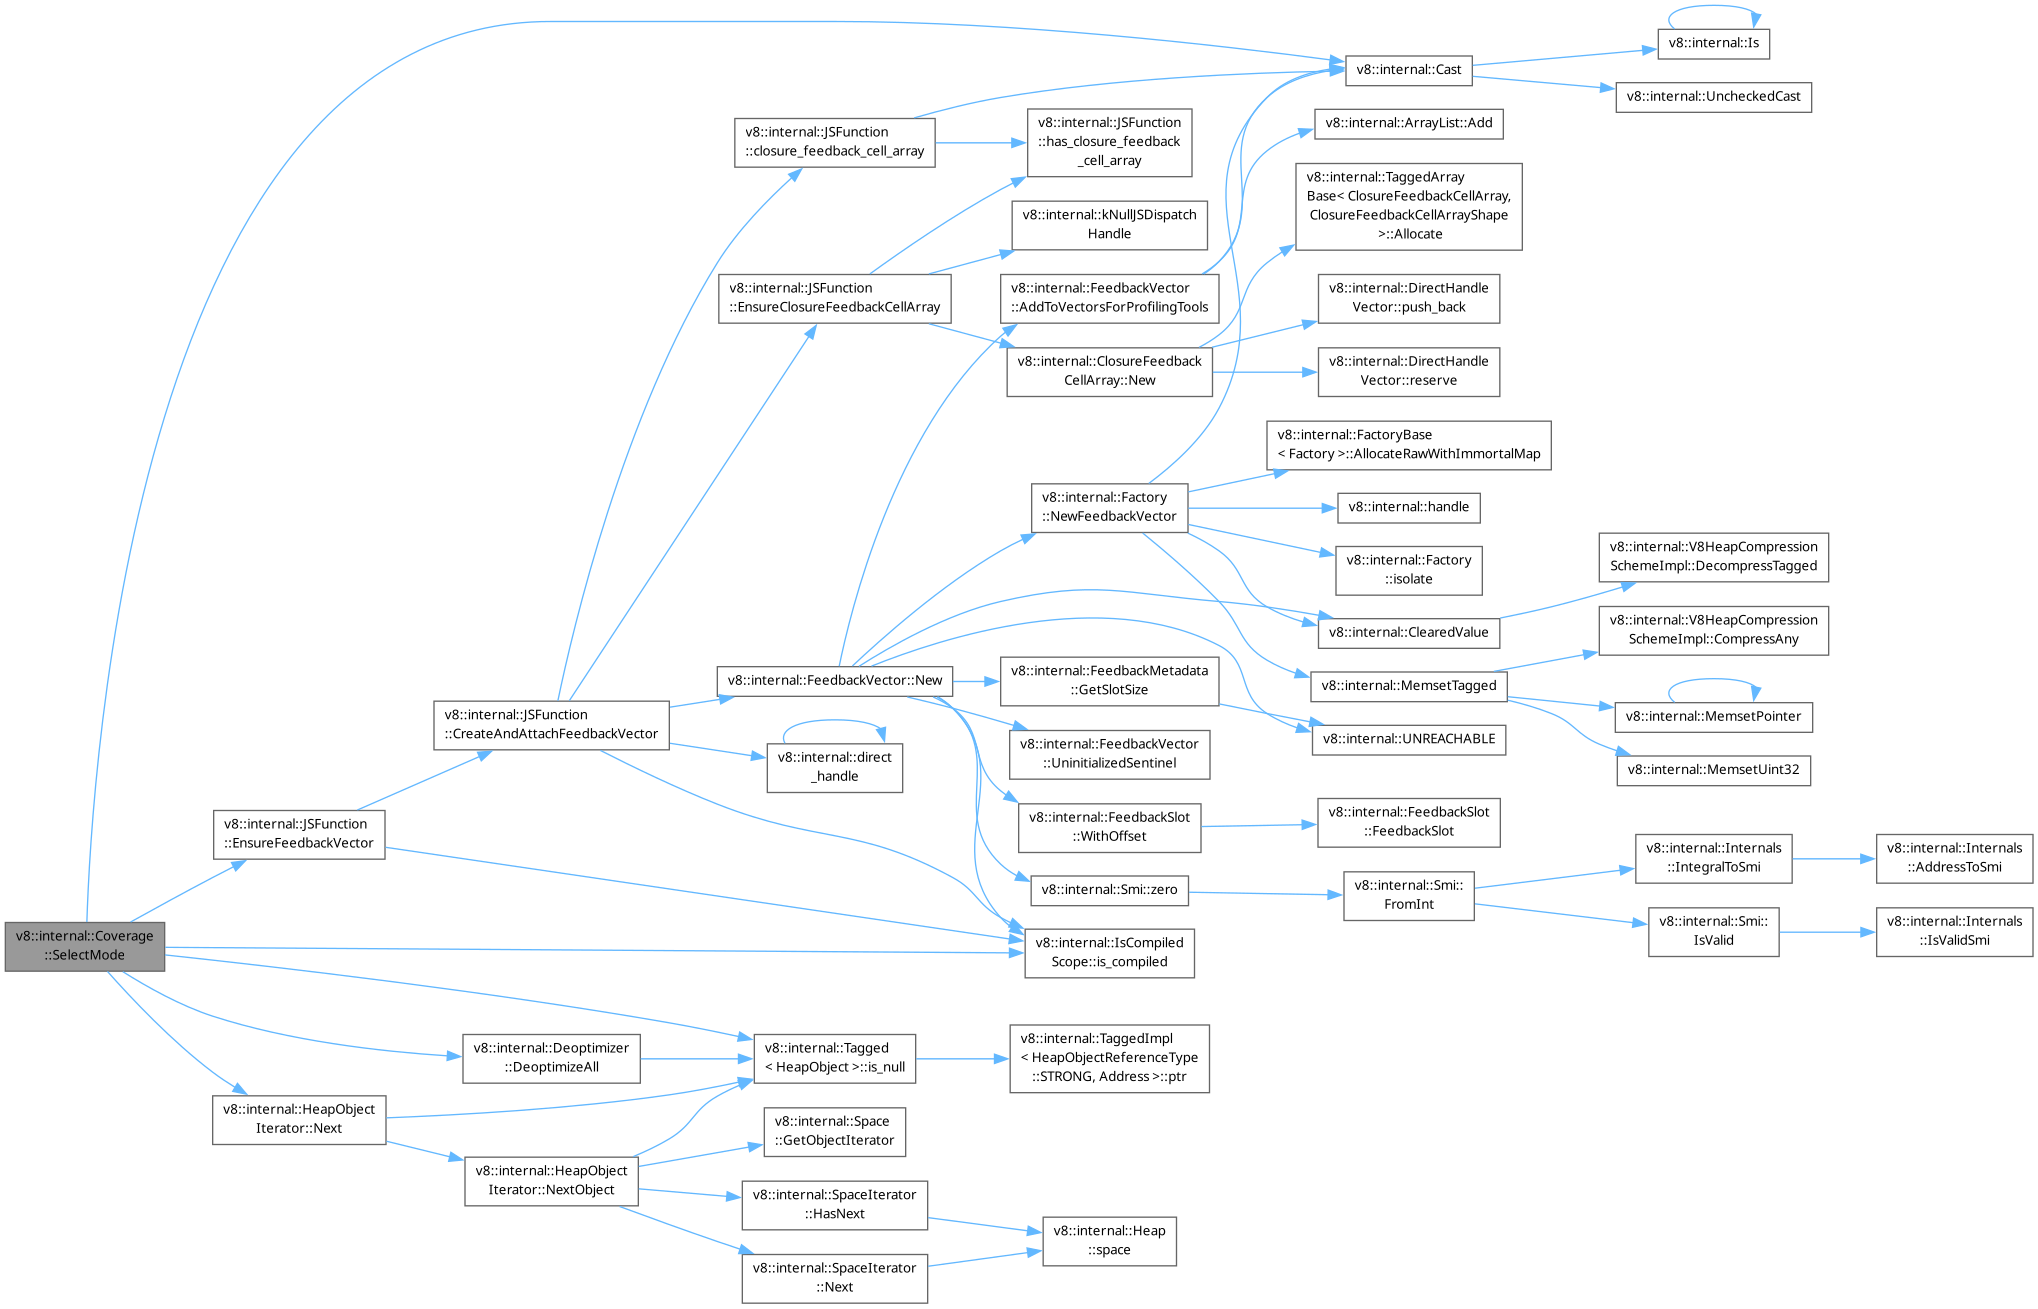 v8::internal::Coverage
::SelectMode
v8::internal::Cast
v8::internal::Is
v8::internal::UncheckedCast
v8::internal::JSFunction
::EnsureFeedbackVector
v8::internal::JSFunction
::CreateAndAttachFeedbackVector
v8::internal::JSFunction
::closure_feedback_cell_array
v8::internal::JSFunction
::has_closure_feedback
_cell_array
v8::internal::JSFunction
::EnsureClosureFeedbackCellArray
v8::internal::kNullJSDispatch
Handle
v8::internal::ClosureFeedback
CellArray::New
v8::internal::TaggedArray
Base< ClosureFeedbackCellArray,
ClosureFeedbackCellArrayShape
>::Allocate
v8::internal::DirectHandle
Vector::push_back
v8::internal::DirectHandle
Vector::reserve
v8::internal::FeedbackVector::New
v8::internal::FeedbackVector
::AddToVectorsForProfilingTools
v8::internal::ArrayList::Add
v8::internal::Factory
::NewFeedbackVector
v8::internal::FactoryBase
< Factory >::AllocateRawWithImmortalMap
v8::internal::handle
v8::internal::Factory
::isolate
v8::internal::ClearedValue
v8::internal::V8HeapCompression
SchemeImpl::DecompressTagged
v8::internal::MemsetTagged
v8::internal::V8HeapCompression
SchemeImpl::CompressAny
v8::internal::MemsetPointer
v8::internal::MemsetUint32
v8::internal::FeedbackMetadata
::GetSlotSize
v8::internal::UNREACHABLE
v8::internal::FeedbackVector
::UninitializedSentinel
v8::internal::FeedbackSlot
::WithOffset
v8::internal::FeedbackSlot
::FeedbackSlot
v8::internal::Smi::zero
v8::internal::Smi::
FromInt
v8::internal::Internals
::IntegralToSmi
v8::internal::Internals
::AddressToSmi
v8::internal::Smi::
IsValid
v8::internal::Internals
::IsValidSmi
v8::internal::direct
_handle
v8::internal::IsCompiled
Scope::is_compiled
v8::internal::Deoptimizer
::DeoptimizeAll
v8::internal::Tagged
< HeapObject >::is_null
v8::internal::TaggedImpl
< HeapObjectReferenceType
::STRONG, Address >::ptr
v8::internal::HeapObject
Iterator::Next
v8::internal::HeapObject
Iterator::NextObject
v8::internal::Space
::GetObjectIterator
v8::internal::SpaceIterator
::HasNext
v8::internal::SpaceIterator
::Next
v8::internal::Heap
::space